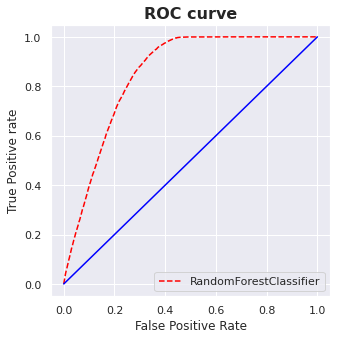 ROC curve
True Positive rate
1.0
0.8
0.6
0.4
0.2
0.0
RandomForestClassifier
0.0 0.2 0.4 0.6 0.8 1.0
False Positive Rate